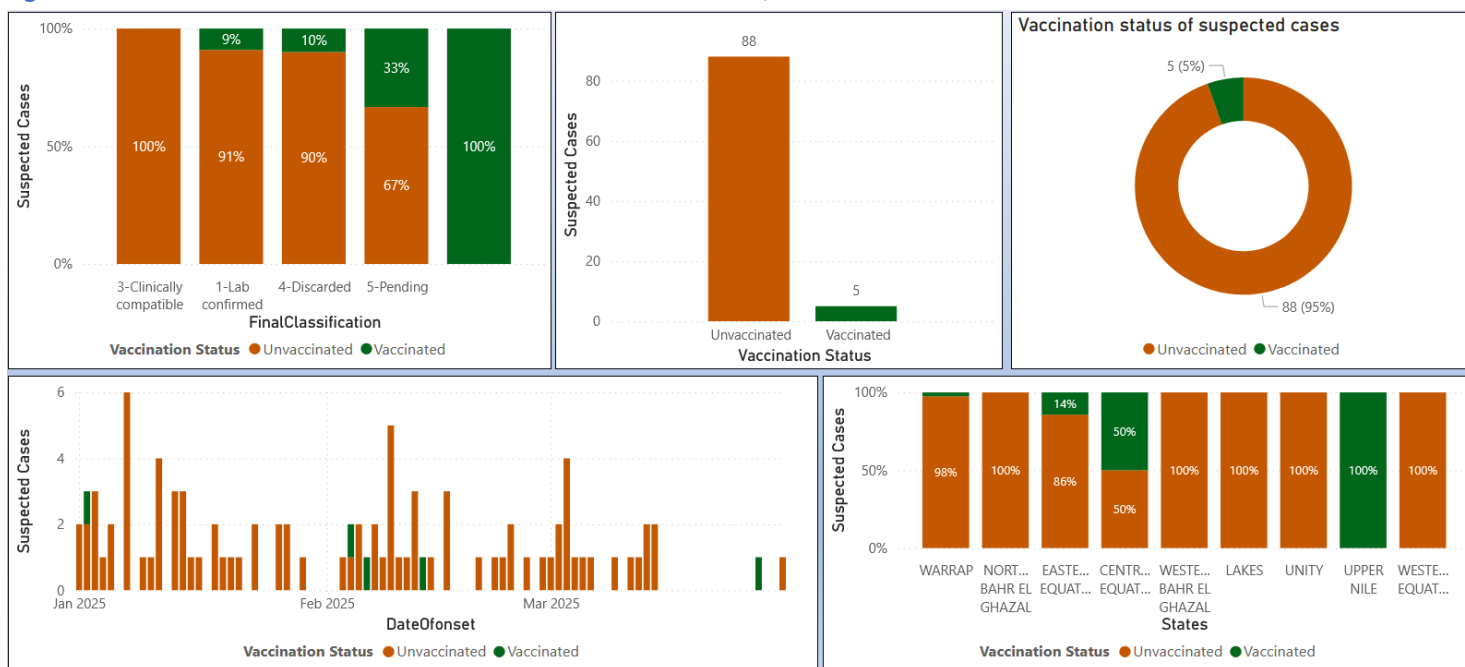 100%
50%
0%
Suspected Cases
9%
10%
33%
100%
91%
90%
67%
100%
3-Clinically compatible
1-Lab confirmed
4-Discarded
5-Pending
FinalClassification
Vaccination Status Unvaccinated Vaccinated
Suspected Cases
80
60
40
20
0
88
5
Unvaccinated Vaccinated
Vaccination Status
Vaccination status of suspected cases
5 (5%)
88 (95%)
Unvaccinated Vaccinated
Suspected Cases
6
4
2
0
Jan 2025 Feb 2025 Mar 2025
DateOfonset
Vaccination Status Unvaccinated Vaccinated
Suspected Cases
100%
50%
0%
98%
100%
14%
86%
50%
50%
100%
100%
100%
100%
100%
WARRAP
NORT... BAHR EL GHAZAL
EASTE... EQUAT...
CENTR... EQUAT...
WESTE... BAHR EL GHAZAL
LAKES
UNITY
UPPER NILE
WESTE... EQUAT...
States
Vaccination Status Unvaccinated Vaccinated